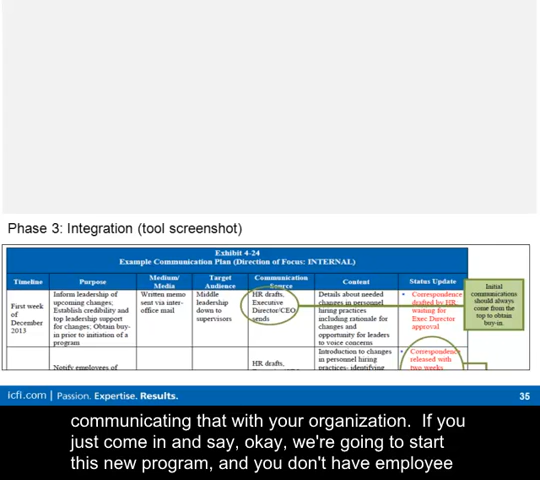 Phase 3: Integration (tool screenshot)
Exhibit 4-24
Example Communication Plan (Direction of Focus: INTERNAL)
Timeline
Purpose
Medium/
Media
Target
Audience
Communication
Source
Content
Status Update
First week
of
December
2013
Inform leadership of
upcoming changes;
Establish credibility and
top leadership support
for changes; Obtain buy-
in prior to initiation of a
program
Written memo
sent via inter-
office mail
Middle
leadership
down to
supervisors
HR drafts,
Executive
Director/CEO
sends
Details about needed
changes in personnel
hiring practices
including rationale for
changes and
opportunity for leaders
to voice concerns
• Correspondence
drafted by HR
waiting for
Exec Director
approval
Initial
communications
should always
come from the
top to obtain
buy-in.
Notify employees of
HR drafts,
Introduction to changes
in personnel hiring
practices; identifying
• Correspondence
released with
two weeks
icfi.com | Passion. Expertise. Results.
35
communicating that with your organization. If you
just come in and say, okay, we're going to start
this new program, and you don't have employee